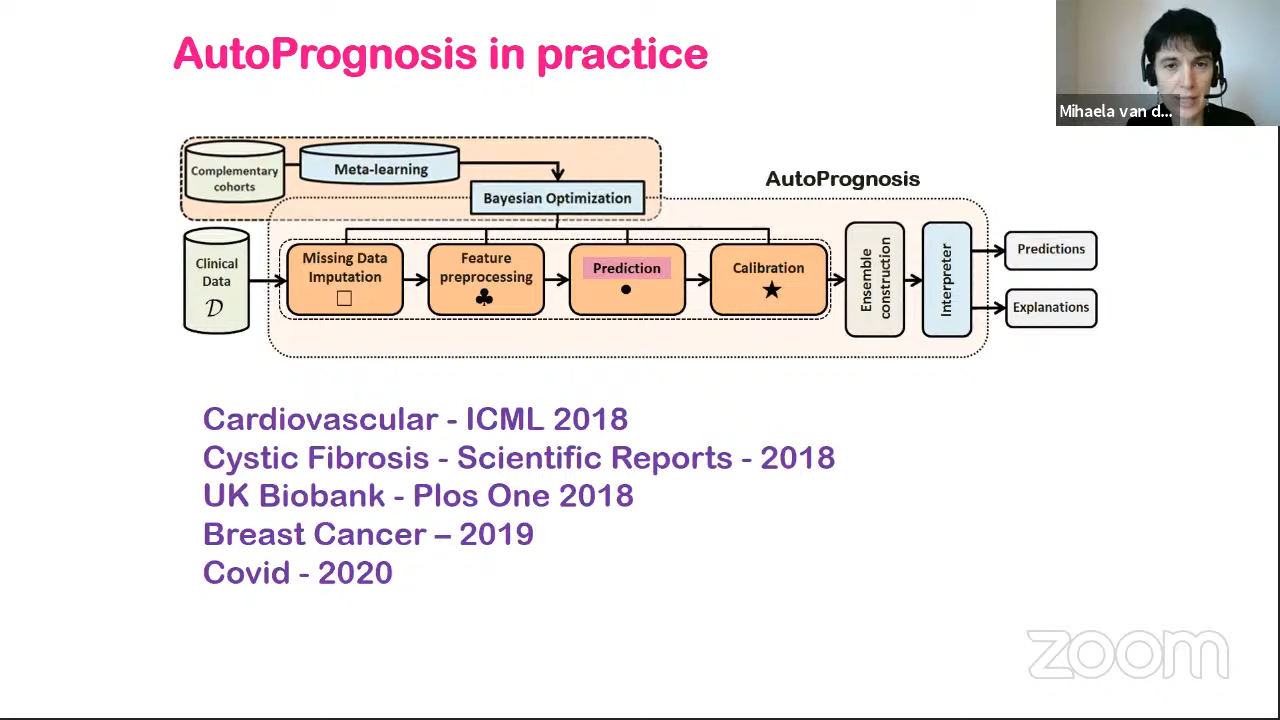 AutoPrognosis in practice
Mihaela van d...
Complementary
cohorts
Meta-learning
Bayesian Optimization
AutoPrognosis
Clinical
Data
D
Missing Data
Imputation
Feature
preprocessing
Prediction
Calibration
Ensemble
construction
Interpreter
Predictions
Explanations
Cardiovascular - ICML 2018
Cystic Fibrosis - Scientific Reports - 2018
UK Biobank - Plos One 2018
Breast Cancer – 2019
Covid - 2020
zoom